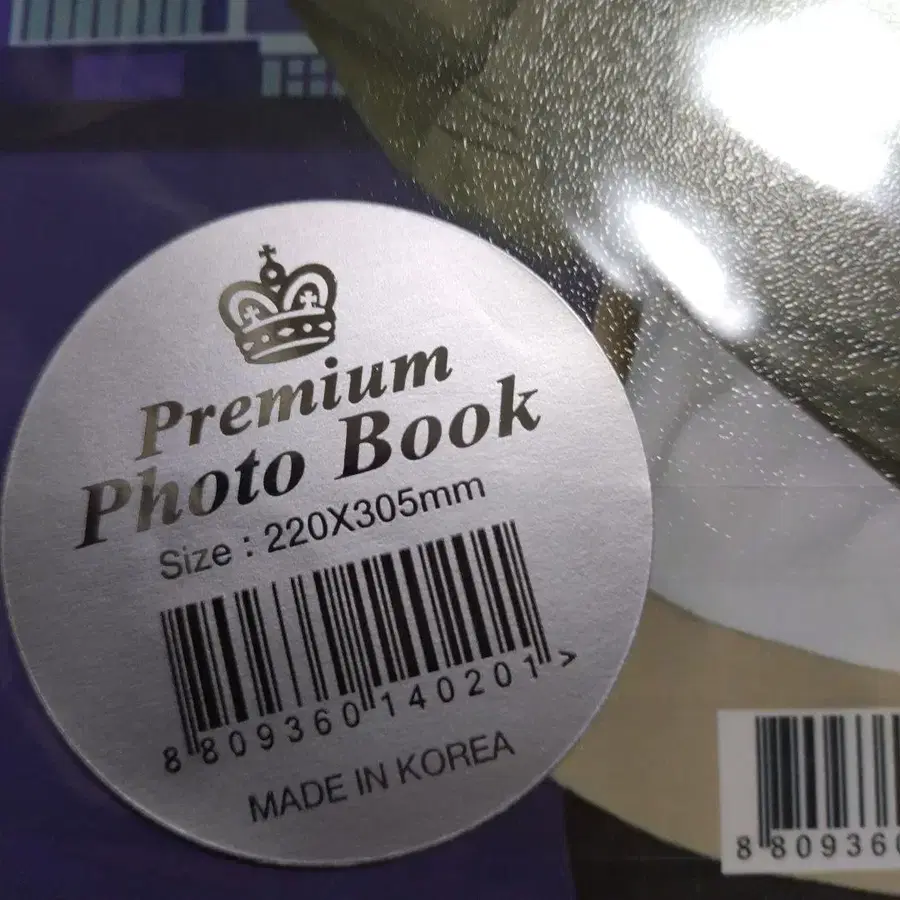 Premium
Photo Book
Size : 220X305mm
8 809360 140201 >
MADE IN KOREA
8 80936